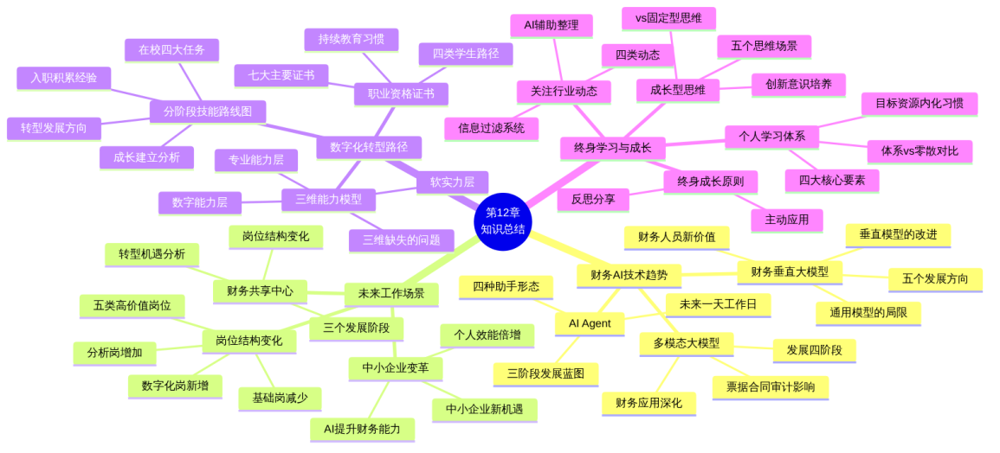 第12章
知识总结
财务AI技术趋势
财务垂直大模型
财务人员新价值
垂直模型的改进
五个发展方向
通用模型的局限
多模态大模型
发展四阶段
票据合同审计影响
财务应用深化
AI Agent
四种助手形态
未来一天工作日
三阶段发展蓝图
未来工作场景
财务共享中心
岗位结构变化
转型机遇分析
三个发展阶段
岗位结构变化
五类高价值岗位
分析岗增加
数字化岗新增
基础岗减少
中小企业变革
个人效能倍增
中小企业新机遇
AI提升财务能力
数字化转型路径
分阶段技能路线图
在校四大任务
入职积累经验
转型发展方向
成长建立分析
职业资格证书
持续教育习惯
四类学生路径
七大主要证书
三维能力模型
专业能力层
数字能力层
软实力层
三维缺失的问题
终身学习与成长
关注行业动态
AI辅助整理
四类动态
信息过滤系统
成长型思维
vs固定型思维
五个思维场景
创新意识培养
个人学习体系
目标资源内化习惯
体系vs零散对比
四大核心要素
终身成长原则
反思分享
主动应用